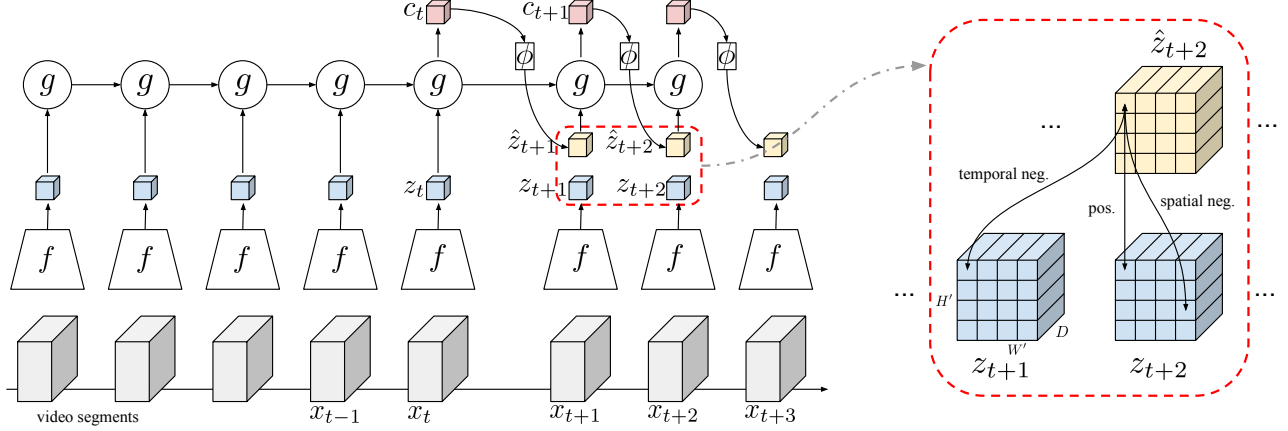 c_t c_{t+1}
ϕ ϕ ϕ
g g g g g g g
ẑ_{t+1} ẑ_{t+2}
z_t z_{t+1} z_{t+2}
f f f f f f f f
x_{t−1} x_t x_{t+1} x_{t+2} x_{t+3}
video segments
ẑ_{t+2}
... ...
temporal neg.
pos. spatial neg.
... ...
H′
W′ D
z_{t+1} z_{t+2}